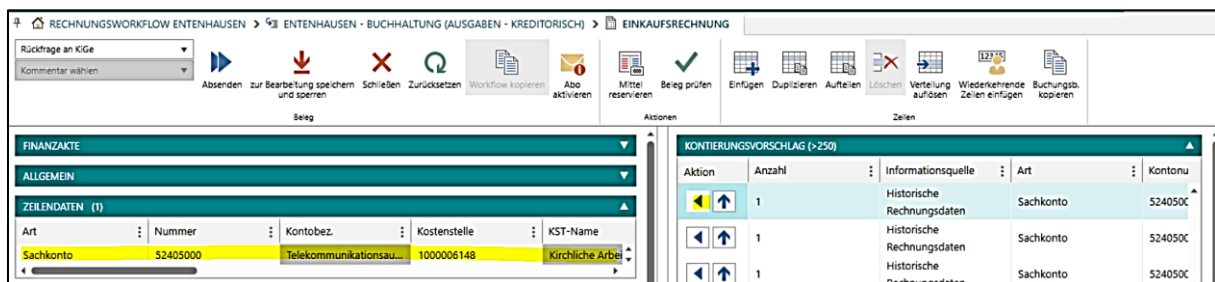 RECHNUNGSWORKFLOW ENTENHAUSEN > ENTENHAUSEN - BUCHHALTUNG (AUSGABEN - KREDITORISCH) > EINKAUFSRECHNUNG
Rückfrage an KiGe
Kommentar wählen
Absenden
zur Bearbeitung speichern
und sperren
Schließen
Zurücksetzen
Workflow kopieren
Abo
aktivieren
Mittel
reservieren
Beleg prüfen
Einfügen
Duplizieren
Aufteilen
Löschen
Verteilung
auflösen
Wiederkehrende
Zeilen einfügen
Buchungsb.
kopieren
Beleg
Aktionen
Zeilen
FINANZAKTE
ALLGEMEIN
ZEILENDATEN (1)
Art Nummer Kontobez. Kostenstelle KST-Name
Sachkonto 52405000 Telekommunikationsau... 1000006148 Kirchliche Arbei
KONTIERUNGSVORSCHLAG (>250)
Aktion Anzahl Informationsquelle Art Kontonu
1 Historische
Rechnungsdaten Sachkonto 5240500
1 Historische
Rechnungsdaten Sachkonto 5240500
1 Historische
Rechnungsdaten Sachkonto 5240500